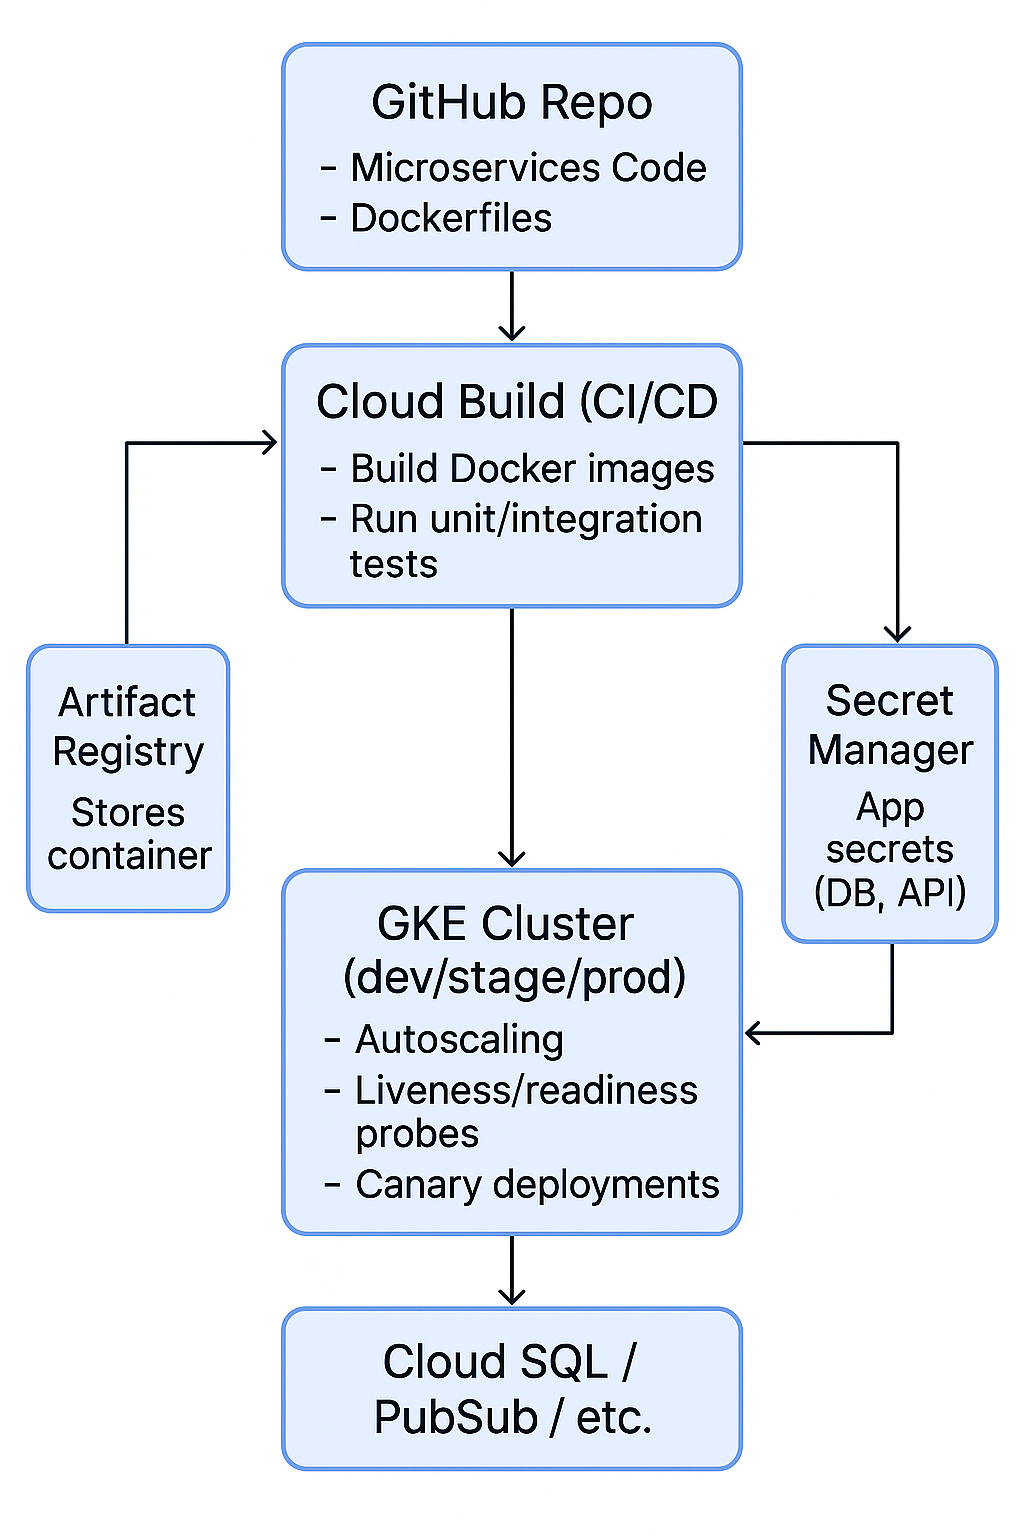 GitHub Repo
- Microservices Code
- Dockerfiles
Cloud Build (CI/CD
- Build Docker images
- Run unit/integration
tests
Artifact
Registry
Stores
container
Secret
Manager
App
secrets
(DB, API)
GKE Cluster
(dev/stage/prod)
- Autoscaling
- Liveness/readiness
probes
- Canary deployments
Cloud SQL /
PubSub / etc.